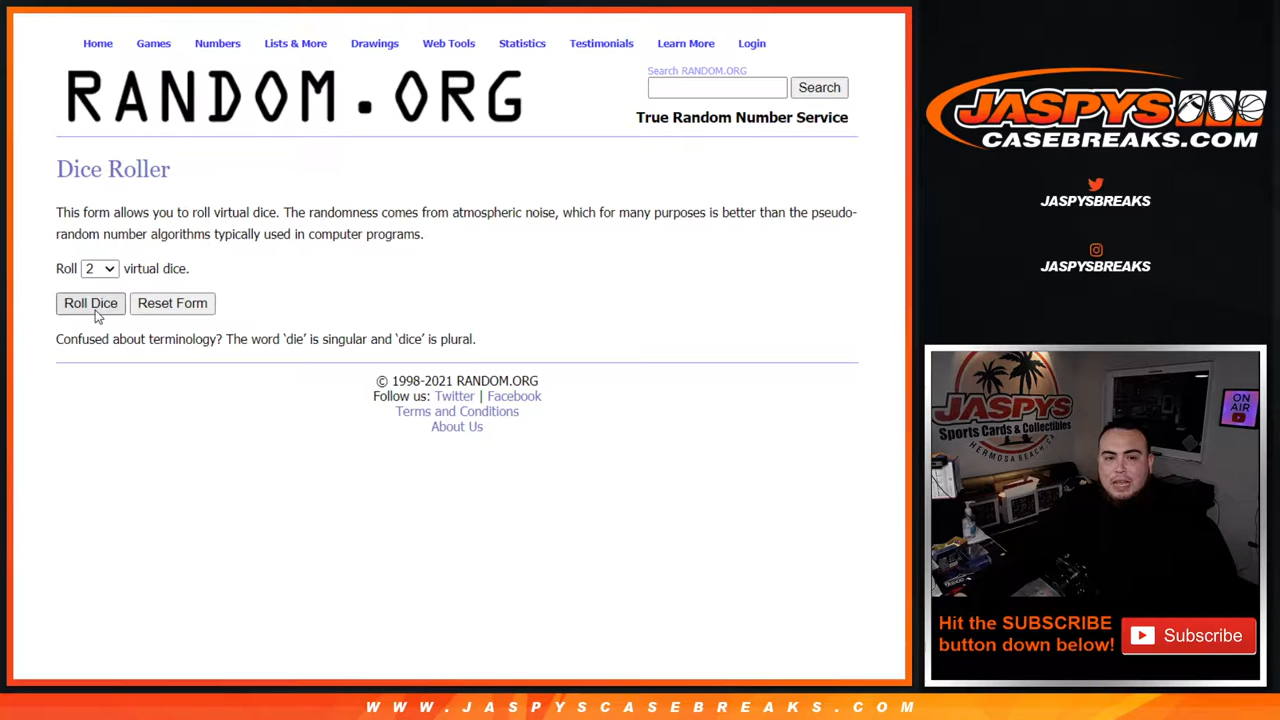 Home Games Numbers Lists & More Drawings Web Tools Statistics Testimonials Learn More Login
RANDOM.ORG
Search RANDOM.ORG
Search
True Random Number Service
Dice Roller
This form allows you to roll virtual dice. The randomness comes from atmospheric noise, which for many purposes is better than the pseudo-
random number algorithms typically used in computer programs.
Roll 2 virtual dice.
Roll Dice Reset Form
Confused about terminology? The word ‘die’ is singular and ‘dice’ is plural.
© 1998-2021 RANDOM.ORG
Follow us: Twitter | Facebook
Terms and Conditions
About Us
JASPYS
CASEBREAKS.COM
JASPYSBREAKS
JASPYSBREAKS
JASPYS
Sports Cards & Collectibles
HERMOSA BEACH, CA
ON
AIR
Hit the SUBSCRIBE
button down below!
Subscribe
WWW.JASPYSCASEBREAKS.COM